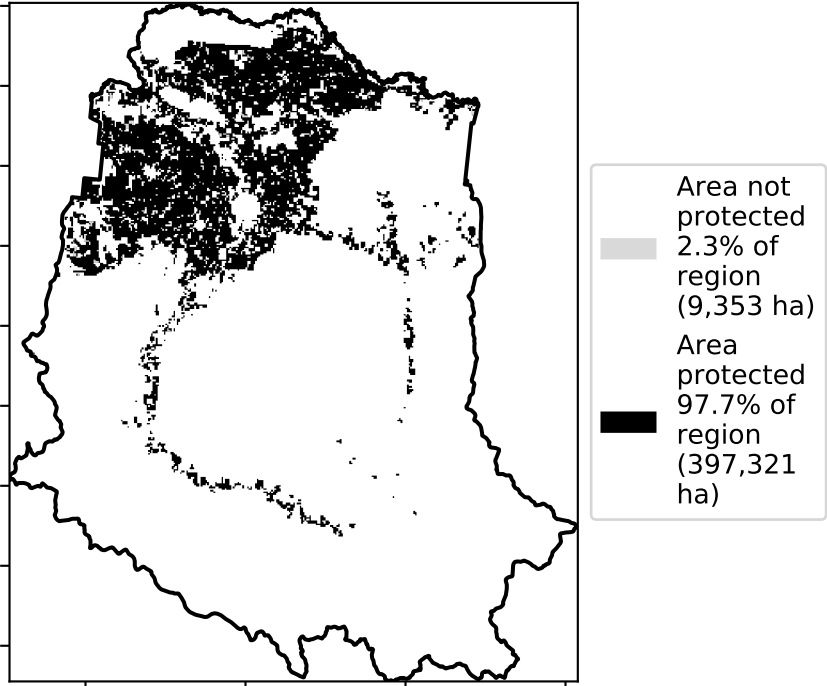 Area not
protected
2.3% of
region
(9,353 ha)
Area
protected
97.7% of
region
(397,321
ha)